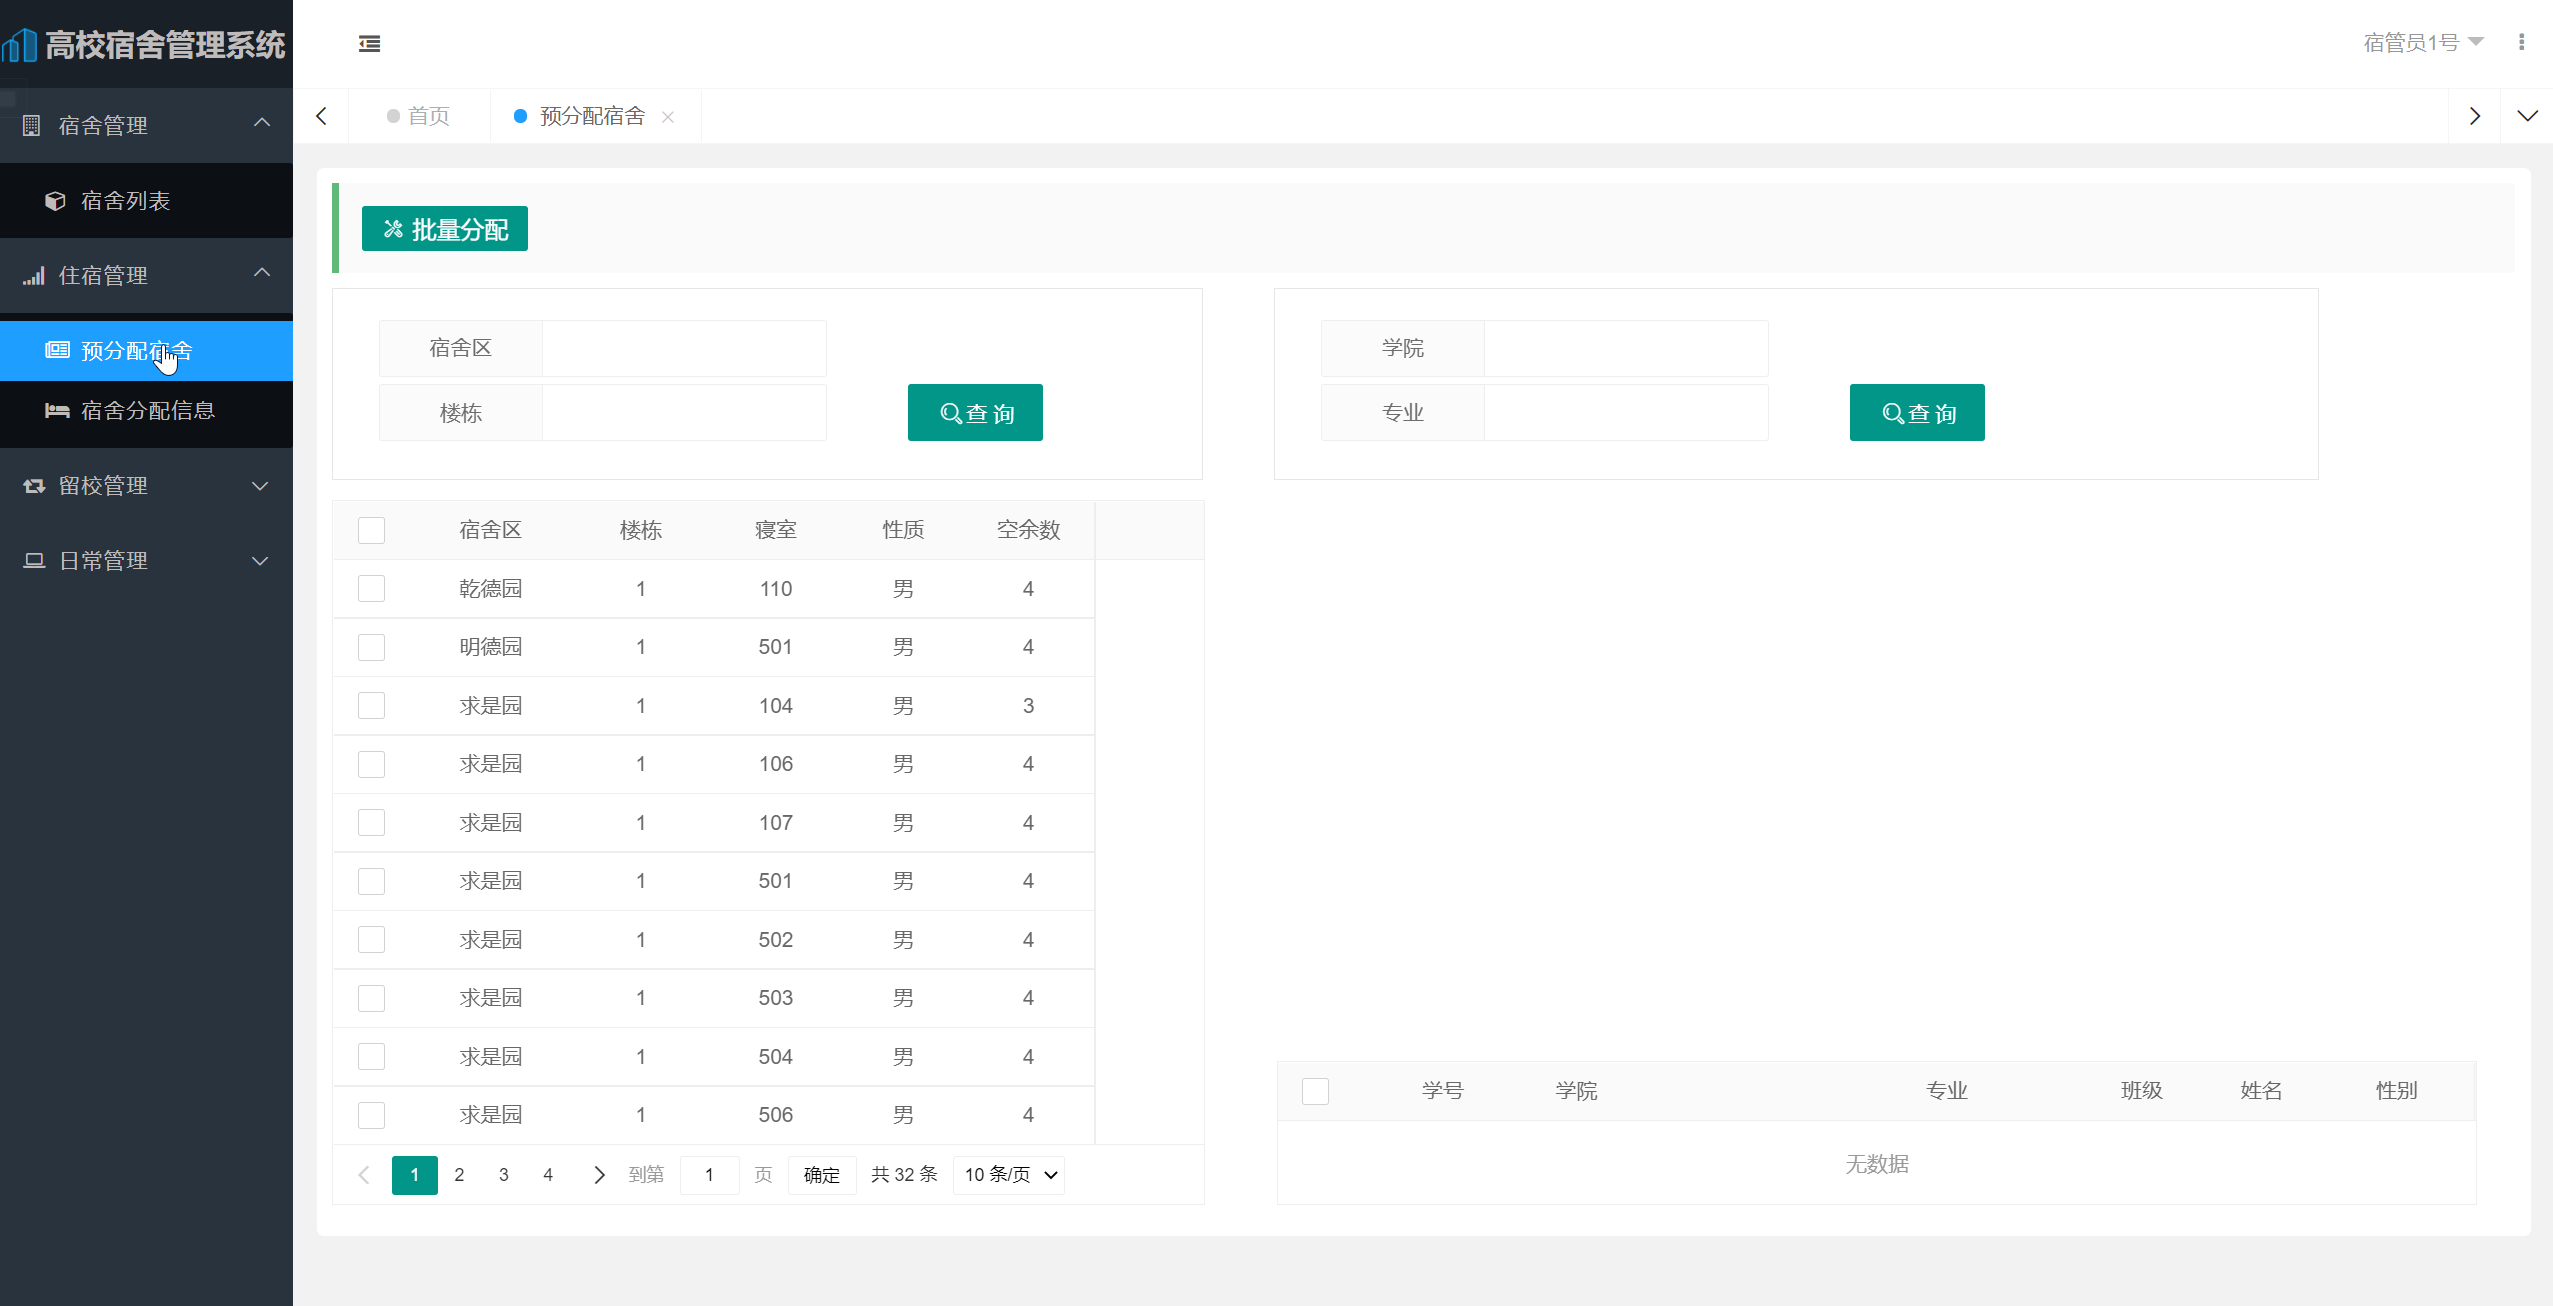 高校宿舍管理系统
宿管员1号
首页
预分配宿舍
宿舍管理
宿舍列表
住宿管理
预分配宿舍
宿舍分配信息
留校管理
日常管理
批量分配
宿舍区
楼栋
查 询
学院
专业
查 询
宿舍区 楼栋 寝室 性质 空余数
乾德园 1 110 男 4
明德园 1 501 男 4
求是园 1 104 男 3
求是园 1 106 男 4
求是园 1 107 男 4
求是园 1 501 男 4
求是园 1 502 男 4
求是园 1 503 男 4
求是园 1 504 男 4
求是园 1 506 男 4
1 2 3 4 到第 1 页 确定 共 32 条 10 条/页
学号 学院 专业 班级 姓名 性别
无数据